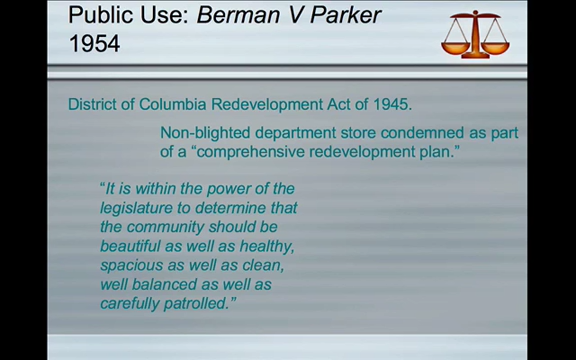 Public Use: Berman V Parker
1954
District of Columbia Redevelopment Act of 1945.
Non-blighted department store condemned as part
of a “comprehensive redevelopment plan.”
“It is within the power of the
legislature to determine that
the community should be
beautiful as well as healthy,
spacious as well as clean,
well balanced as well as
carefully patrolled.”